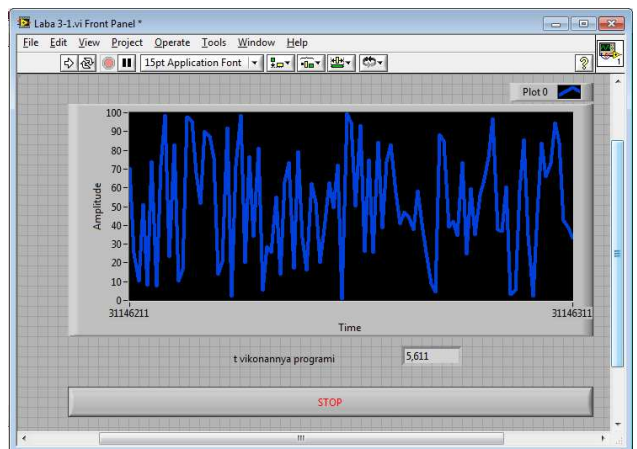 Laba 3-1.vi Front Panel *
File Edit View Project Operate Tools Window Help
15pt Application Font
1
Plot 0
100
90
80
70
60
50
40
30
20
10
0
Amplitude
31146211 31146311
Time
t vikonannya programi 5,611
STOP